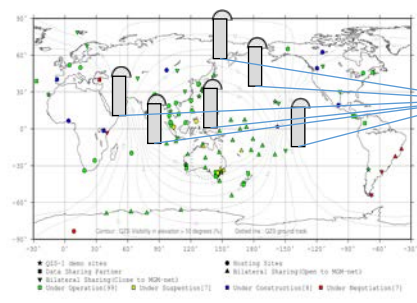 90°
60°
30°
0°
-30°
-60°
-90°
-30° 0° 30° 60° 90° 120° 150° 180° -150° -120° -90° -60° -30°
Contour : QZS Visibility in elevation > 10 (degrees) Dotted line : QZS ground track
QZS-1 demo sites Hosting Sites
Data Sharing Partner Bilateral Sharing(Open to MGM-net)
Bilateral Sharing(Close to MGM-net)
Under Operation[99] Under Suspention[7] Under Construction[8] Under Negotiation[7]